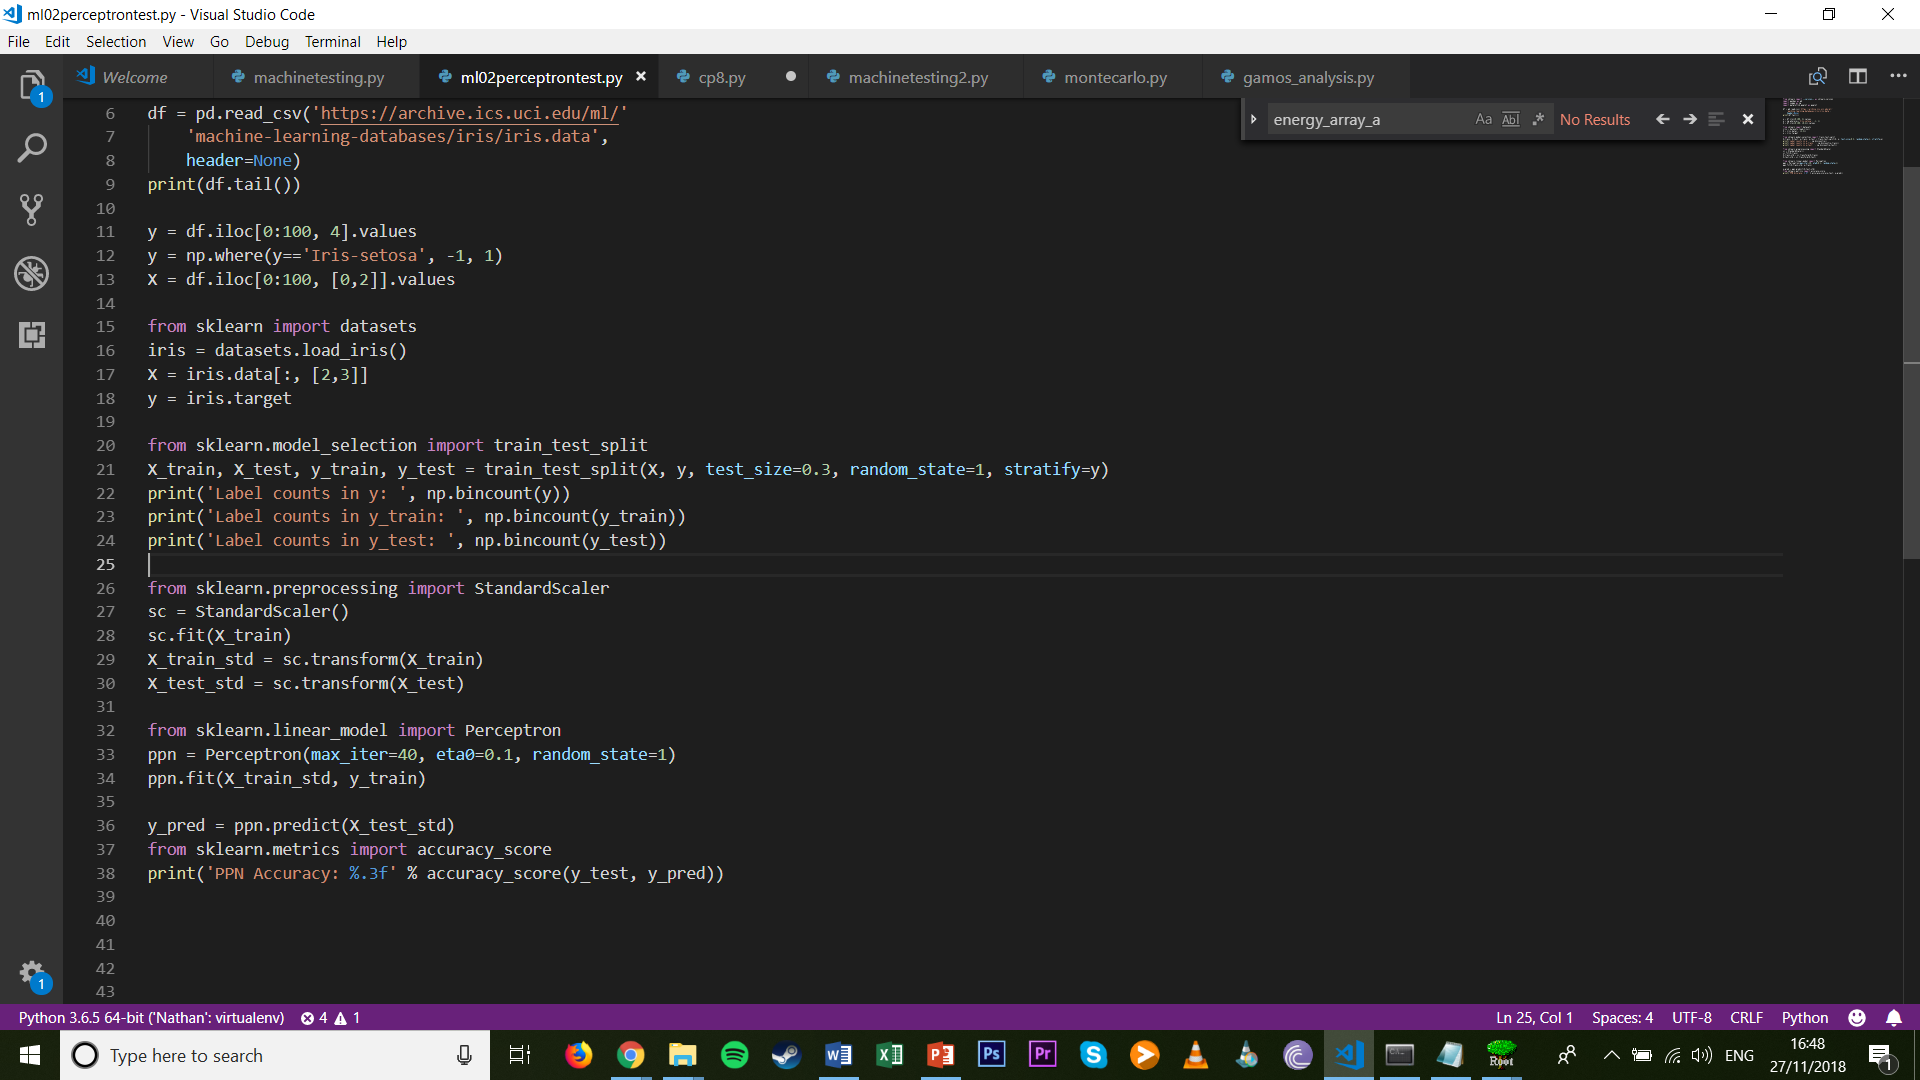 ml02perceptrontest.py - Visual Studio Code
File Edit Selection View Go Debug Terminal Help
Welcome machinetesting.py ml02perceptrontest.py cp8.py machinetesting2.py montecarlo.py gamos_analysis.py
energy_array_a Aa Abl .* No Results
1
6 df = pd.read_csv('https://archive.ics.uci.edu/ml/'
7 'machine-learning-databases/iris/iris.data',
8 header=None)
9 print(df.tail())
10
11 y = df.iloc[0:100, 4].values
12 y = np.where(y=='Iris-setosa', -1, 1)
13 X = df.iloc[0:100, [0,2]].values
14
15 from sklearn import datasets
16 iris = datasets.load_iris()
17 X = iris.data[:, [2,3]]
18 y = iris.target
19
20 from sklearn.model_selection import train_test_split
21 X_train, X_test, y_train, y_test = train_test_split(X, y, test_size=0.3, random_state=1, stratify=y)
22 print('Label counts in y: ', np.bincount(y))
23 print('Label counts in y_train: ', np.bincount(y_train))
24 print('Label counts in y_test: ', np.bincount(y_test))
25
26 from sklearn.preprocessing import StandardScaler
27 sc = StandardScaler()
28 sc.fit(X_train)
29 X_train_std = sc.transform(X_train)
30 X_test_std = sc.transform(X_test)
31
32 from sklearn.linear_model import Perceptron
33 ppn = Perceptron(max_iter=40, eta0=0.1, random_state=1)
34 ppn.fit(X_train_std, y_train)
35
36 y_pred = ppn.predict(X_test_std)
37 from sklearn.metrics import accuracy_score
38 print('PPN Accuracy: %.3f' % accuracy_score(y_test, y_pred))
39
40
41
42
43
1
Python 3.6.5 64-bit ('Nathan': virtualenv) 4 1 Ln 25, Col 1 Spaces: 4 UTF-8 CRLF Python
Type here to search
Ps Pr
ROOT
ENG
16:48
27/11/2018
1